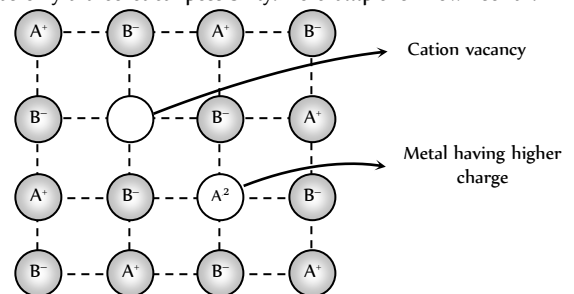 A⁺ B⁻ A⁺ B⁻
Cation vacancy
B⁻ B⁻ A⁺
Metal having higher
charge
A⁺ B⁻ A² B⁻
B⁻ A⁺ B⁻ A⁺